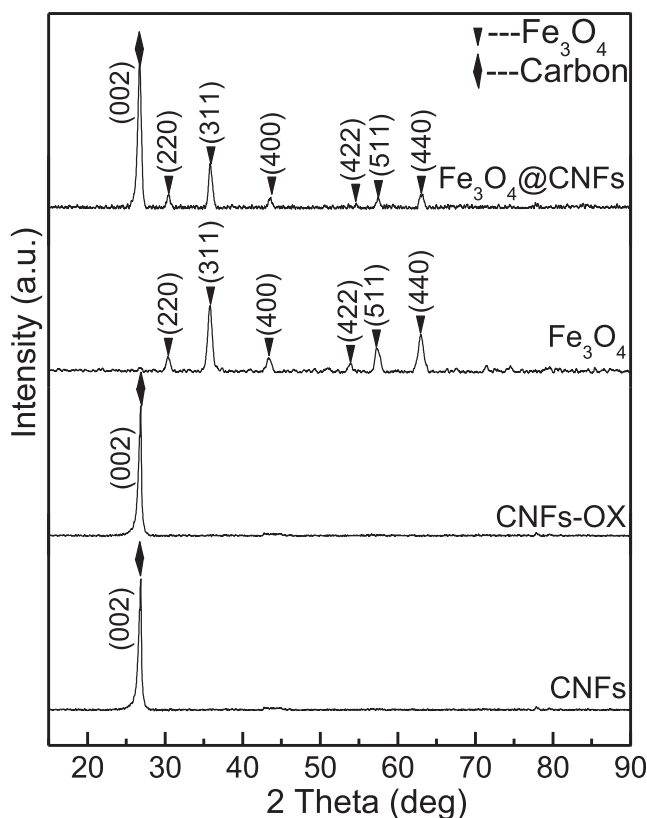 ▼---Fe₃O₄
♦---Carbon
(002)
(220)
(311)
(400)
(422)
(511)
(440)
Fe₃O₄@CNFs
(220)
(311)
(400)
(422)
(511)
(440)
Fe₃O₄
(002)
CNFs-OX
(002)
CNFs
Intensity (a.u.)
20 30 40 50 60 70 80 90
2 Theta (deg)